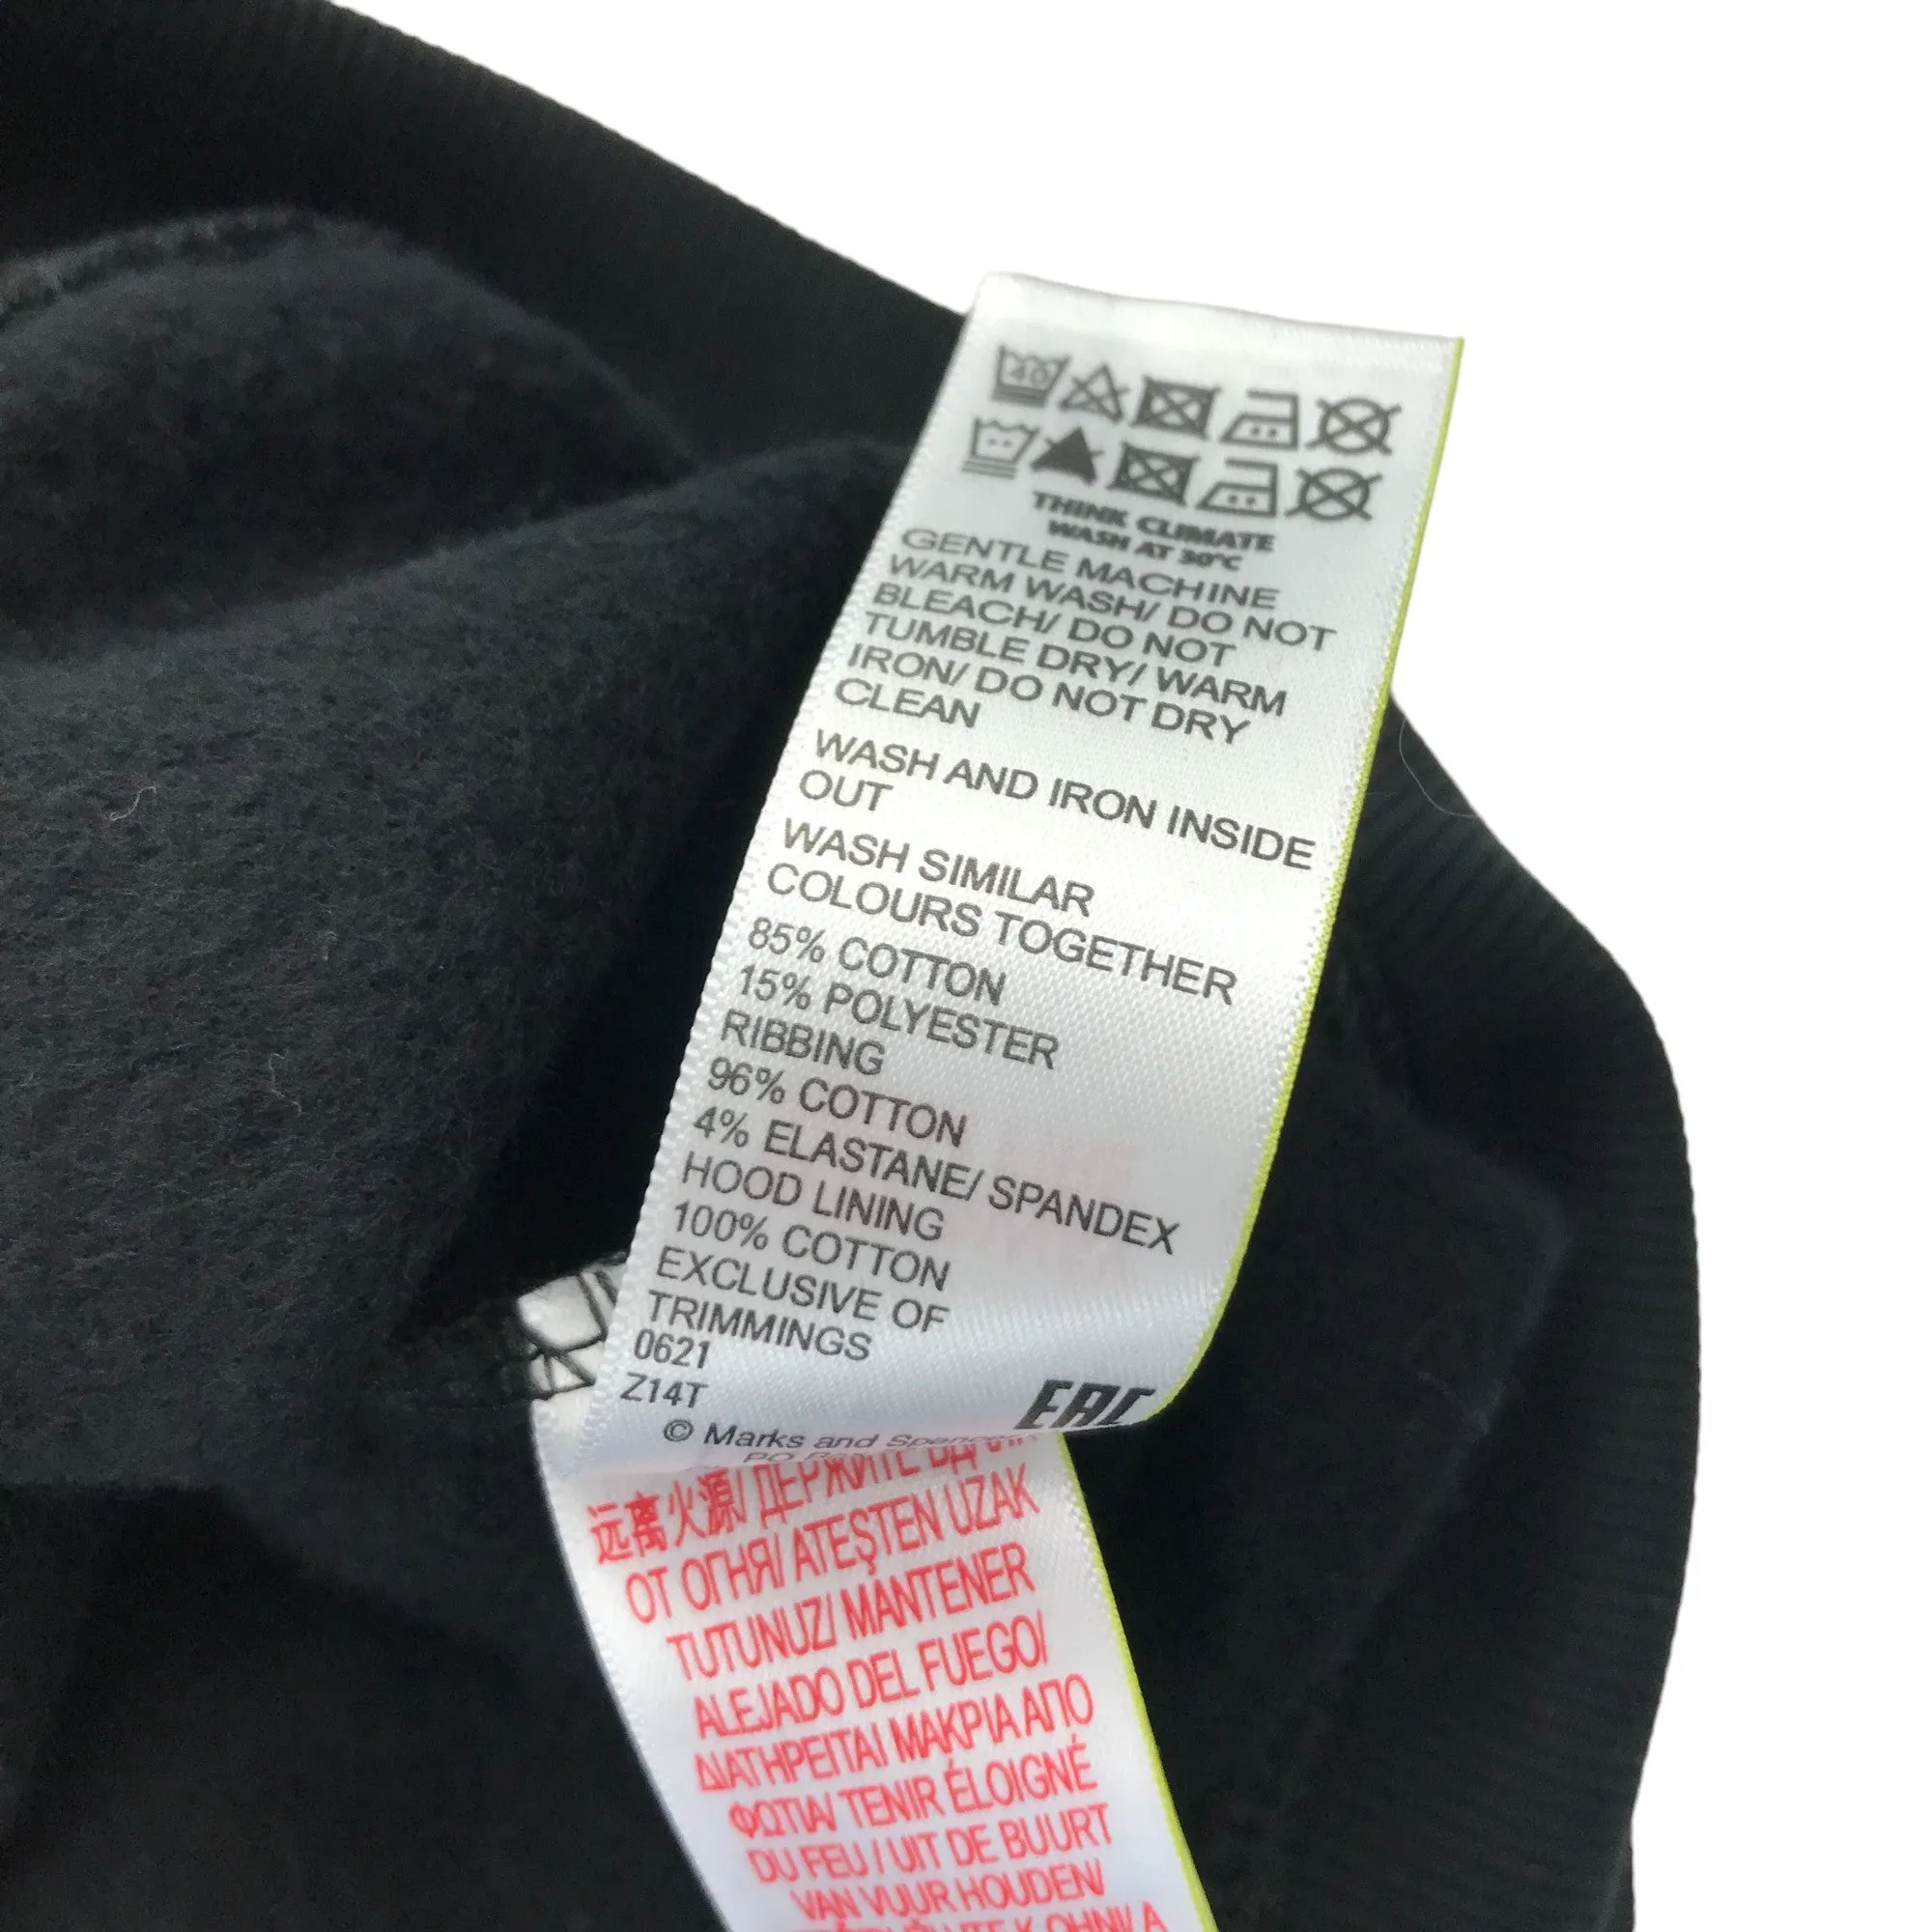 40
THINK CLIMATE
WASH AT 30°C
GENTLE MACHINE
WARM WASH/ DO NOT
BLEACH/ DO NOT
TUMBLE DRY/ WARM
IRON/ DO NOT DRY
CLEAN
WASH AND IRON INSIDE
OUT
WASH SIMILAR
COLOURS TOGETHER
85% COTTON
15% POLYESTER
RIBBING
96% COTTON
4% ELASTANE/ SPANDEX
HOOD LINING
100% COTTON
EXCLUSIVE OF
TRIMMINGS
0621
Z14T
EAC
© Marks and Spencer
PO
远离火源/ ДЕРЖИТЕ
ОТ ОГНЯ/ ATEŞTEN UZAK
TUTUNUZ/ MANTENER
ALEJADO DEL FUEGO/
ΔΙΑΤΗΡΕΙΤΑΙ ΜΑΚΡΙΑ ΑΠΟ
ΦΩΤΙΑ/ TENIR ÉLOIGNÉ
DU FEU / UIT DE BUURT
VAN VUUR HOUDEN/